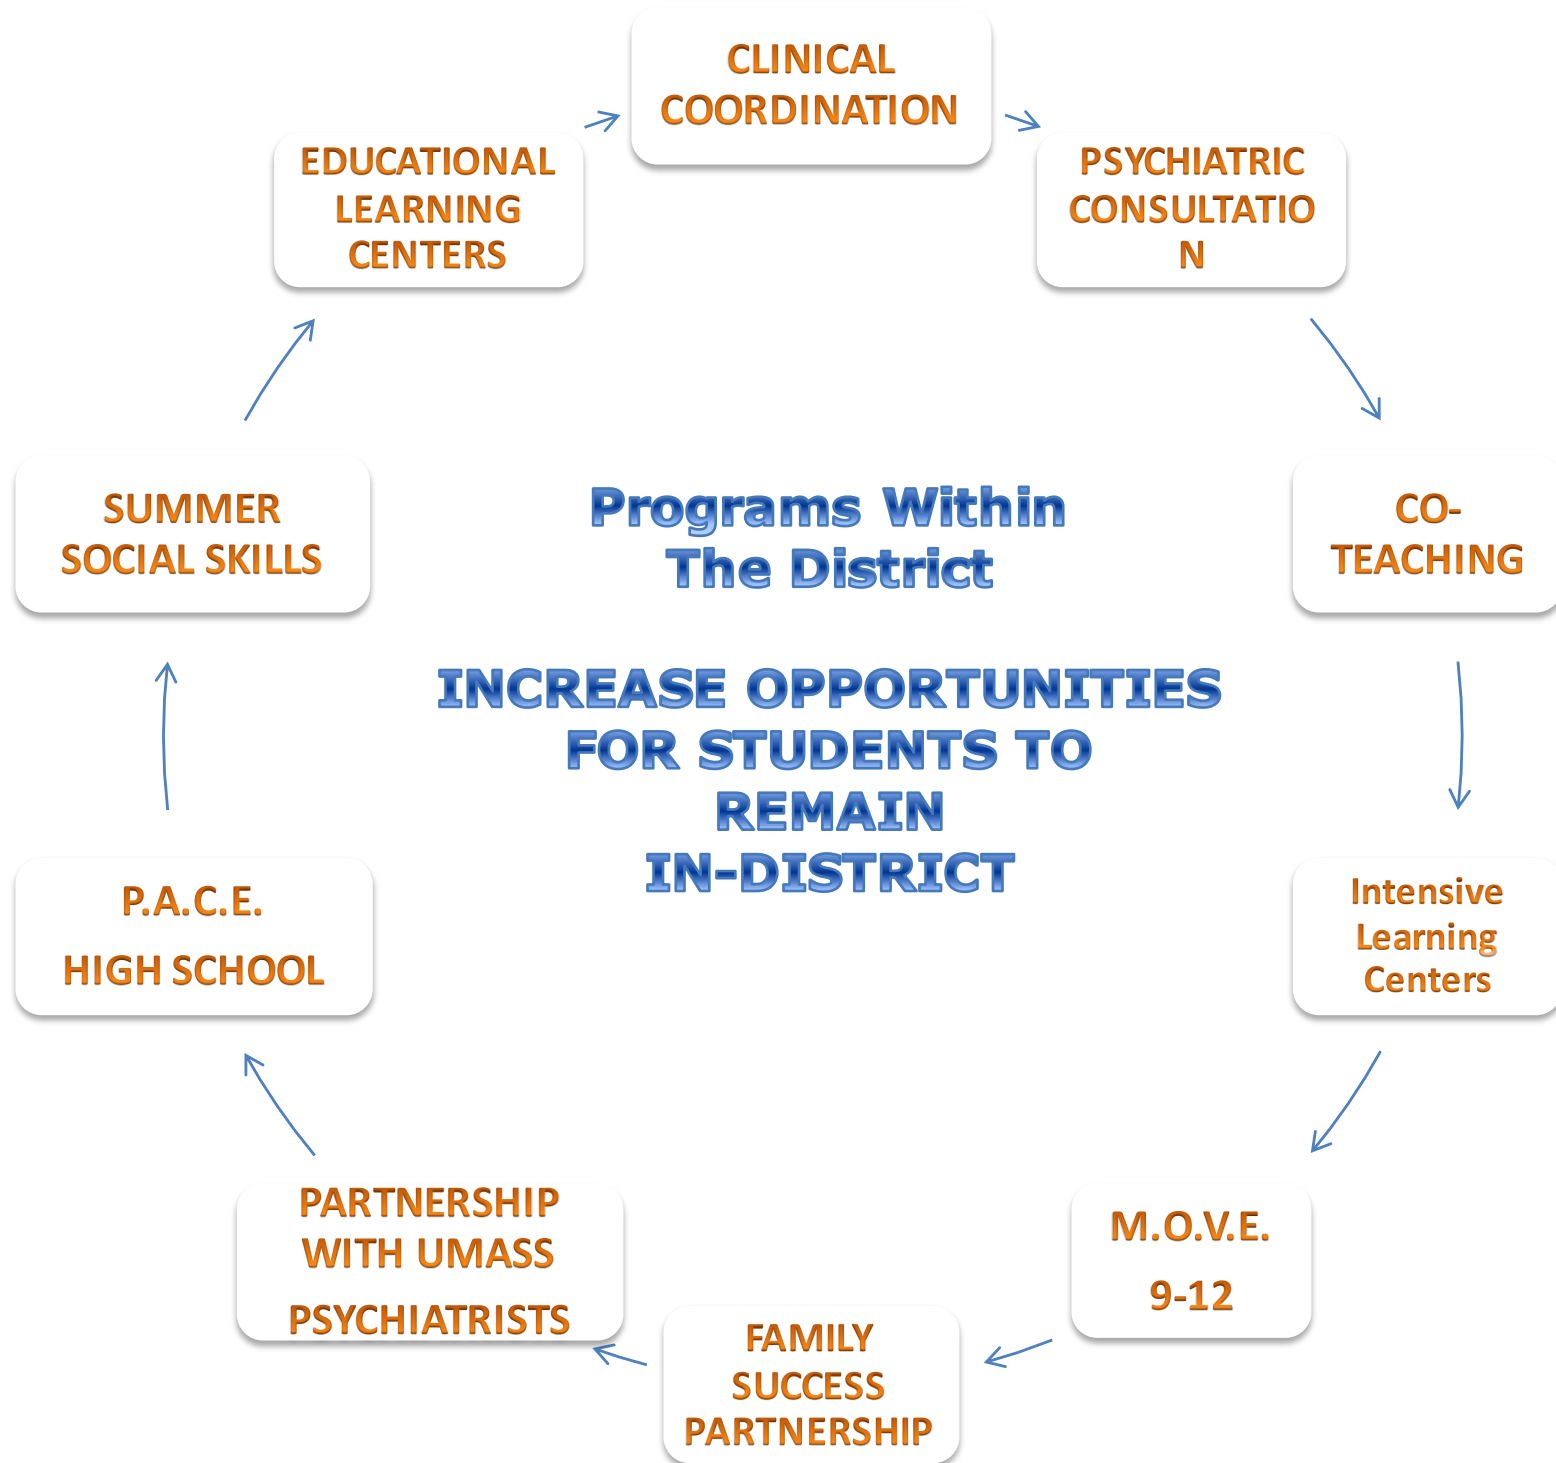 CLINICAL
COORDINATION
PSYCHIATRIC
CONSULTATIO
N
CO-
TEACHING
Intensive
Learning
Centers
M.O.V.E.
9-12
FAMILY
SUCCESS
PARTNERSHIP
PARTNERSHIP
WITH UMASS
PSYCHIATRISTS
P.A.C.E.
HIGH SCHOOL
SUMMER
SOCIAL SKILLS
EDUCATIONAL
LEARNING
CENTERS
Programs Within
The District
INCREASE OPPORTUNITIES
FOR STUDENTS TO
REMAIN
IN-DISTRICT